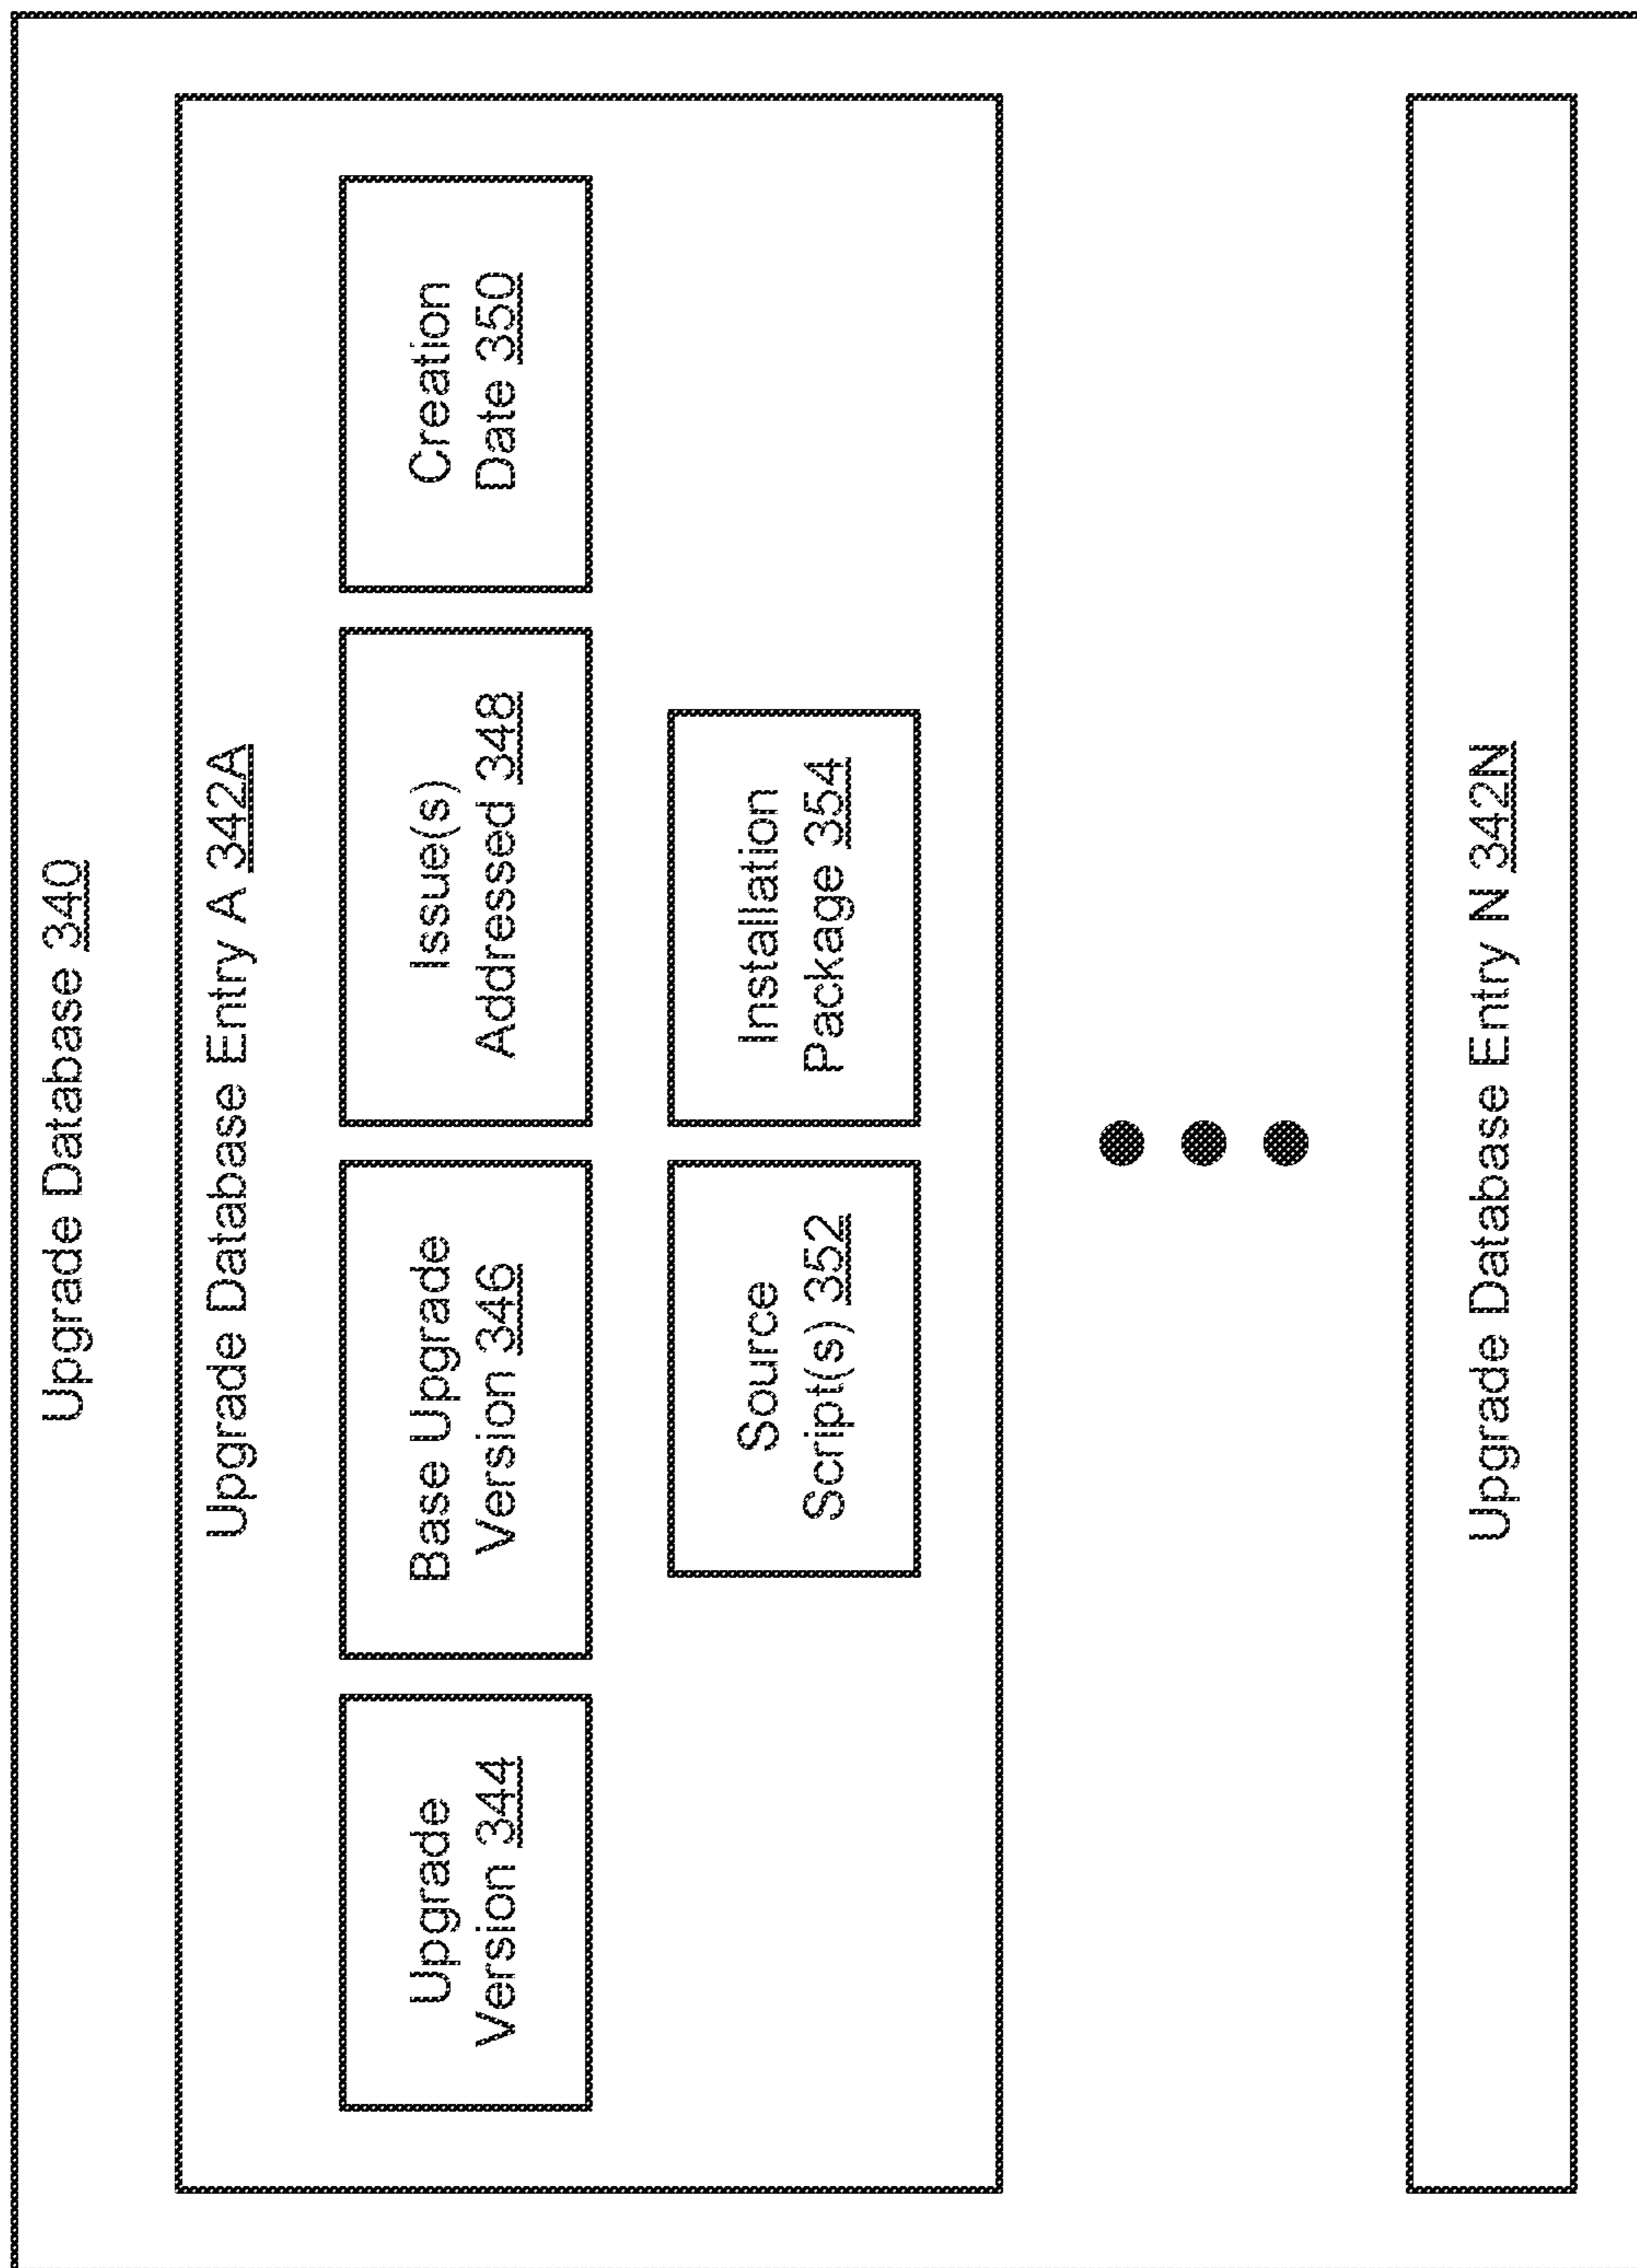 Upgrade Database 340
Upgrade Database Entry A 342A
Upgrade
Version 344
Base Upgrade
Version 346
Issue(s)
Addressed 348
Creation
Date 350
Source
Script(s) 352
Installation
Package 354
Upgrade Database Entry N 342N